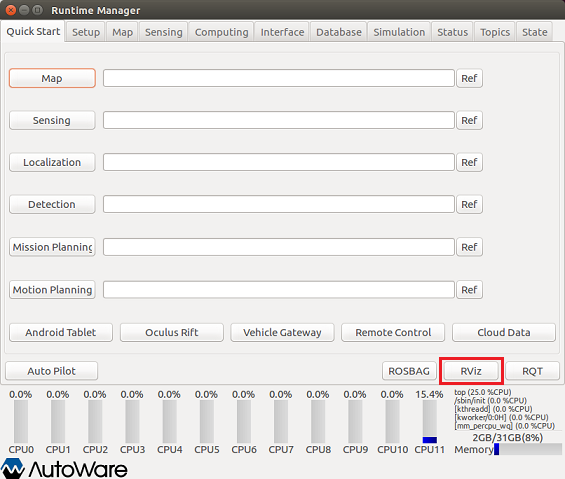 Runtime Manager
Quick Start Setup Map Sensing Computing Interface Database Simulation Status Topics State
Map Ref
Sensing Ref
Localization Ref
Detection Ref
Mission Planning Ref
Motion Planning Ref
Android Tablet Oculus Rift Vehicle Gateway Remote Control Cloud Data
Auto Pilot ROSBAG RViz RQT
0.0% 0.0% 0.0% 0.0% 0.0% 0.0% 0.0% 0.0% 0.0% 0.0% 0.0% 15.4%
CPU0 CPU1 CPU2 CPU3 CPU4 CPU5 CPU6 CPU7 CPU8 CPU9 CPU10 CPU11
top (25.0 %CPU)
/sbin/init (0.0 %CPU)
[kthreadd] (0.0 %CPU)
[kworker/0:0H] (0.0 %CPU)
[mm_percpu_wq] (0.0 %CPU)
2GB/31GB(8%)
Memory
AutoWare